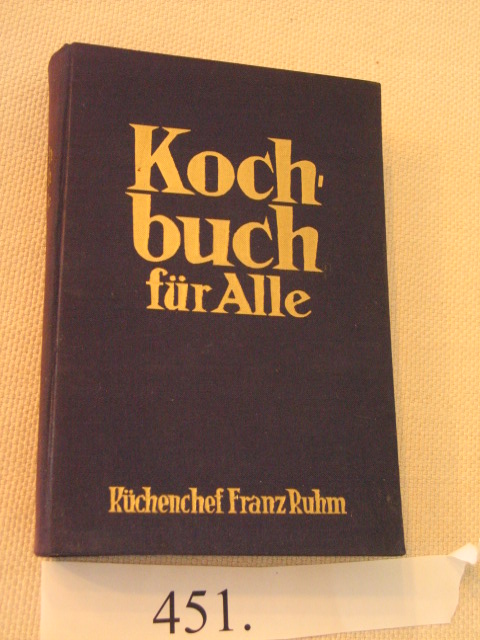 Koch-
buch
für Alle
Küchenchef Franz Ruhm
451.